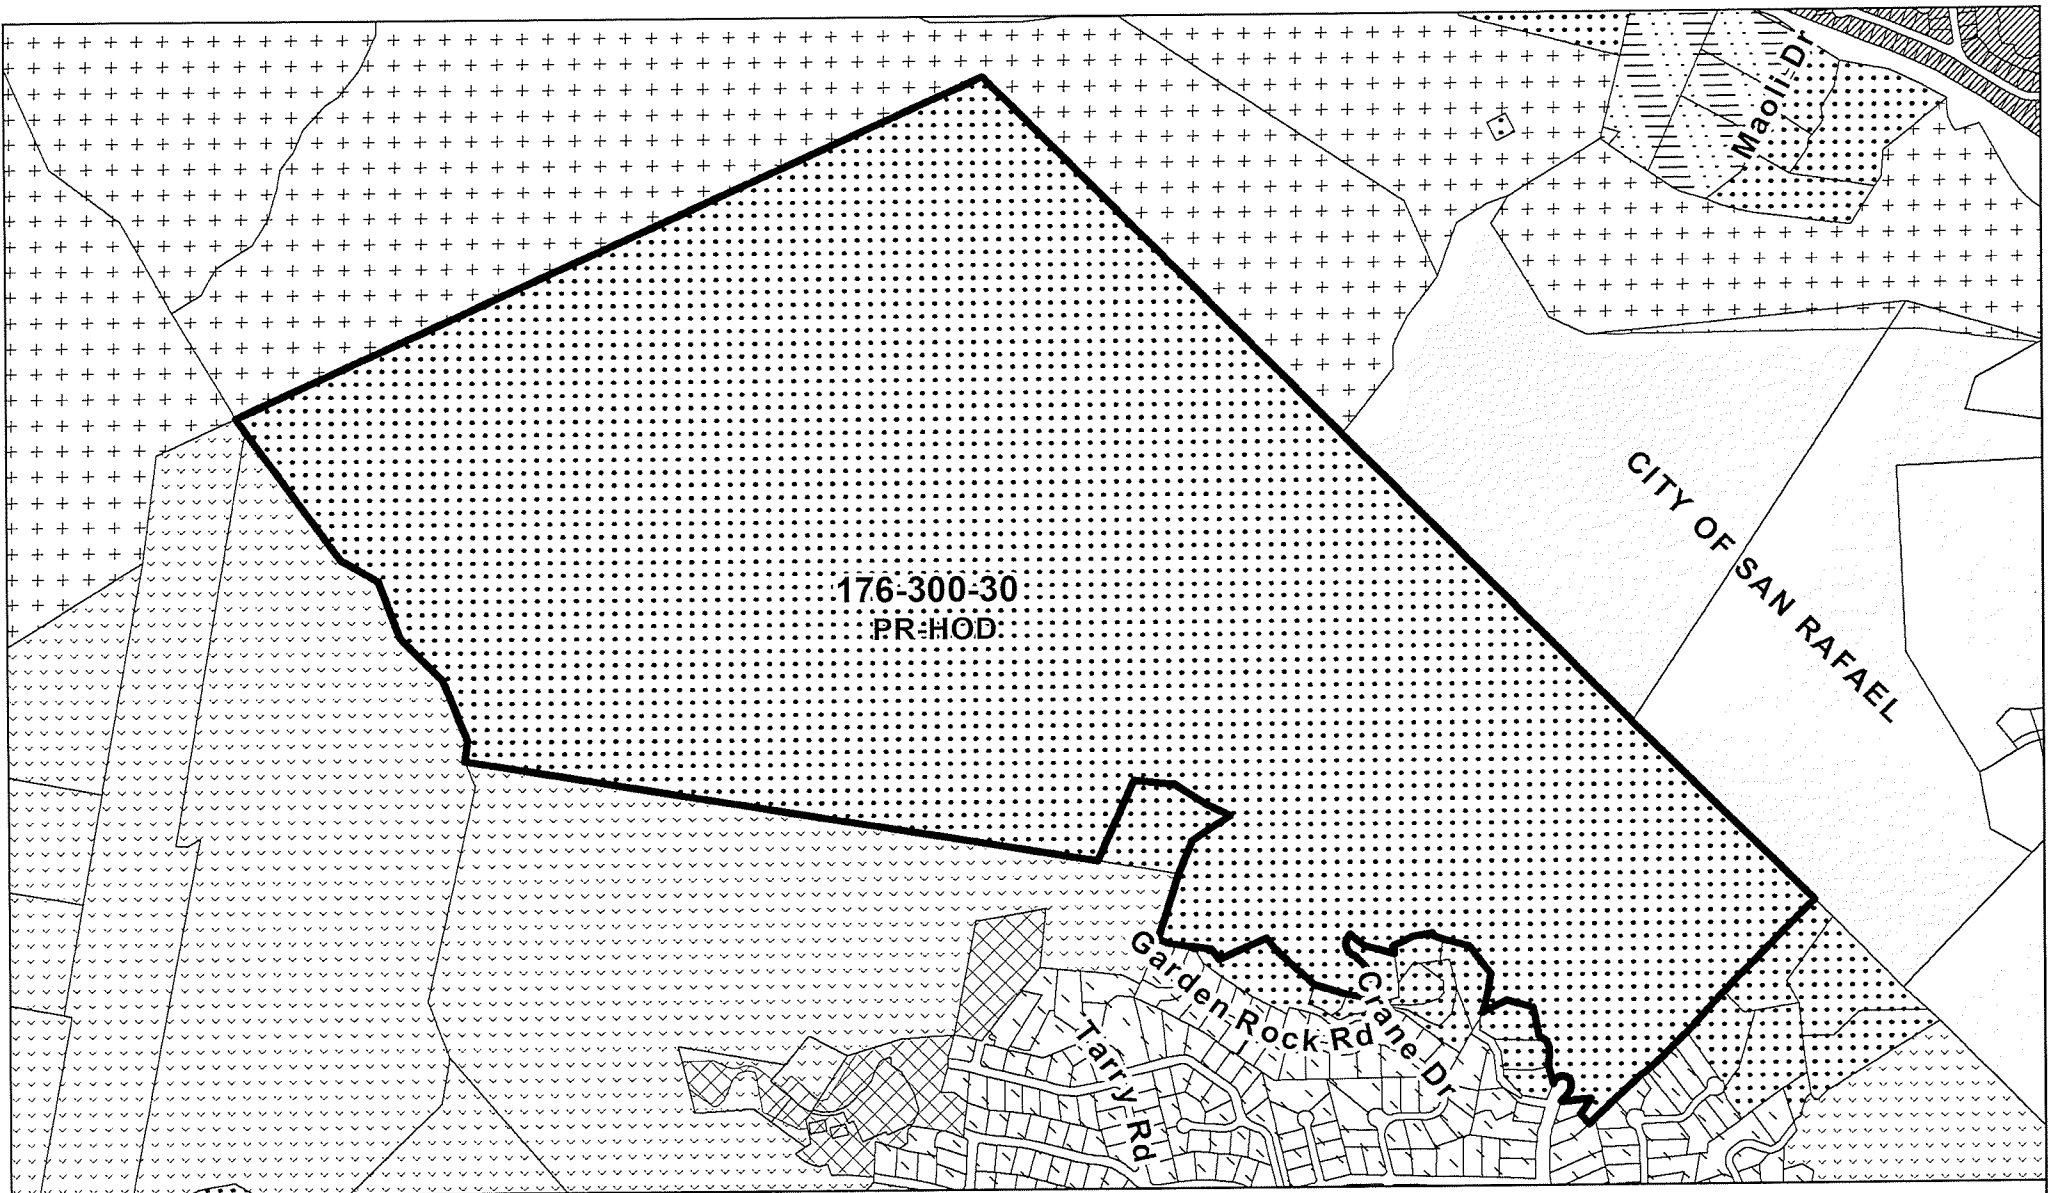 Maoli Dr
CITY OF SAN RAFAEL
176-300-30
PR-HOD
Garden Rock Rd
Crane Dr
Tarry Rd